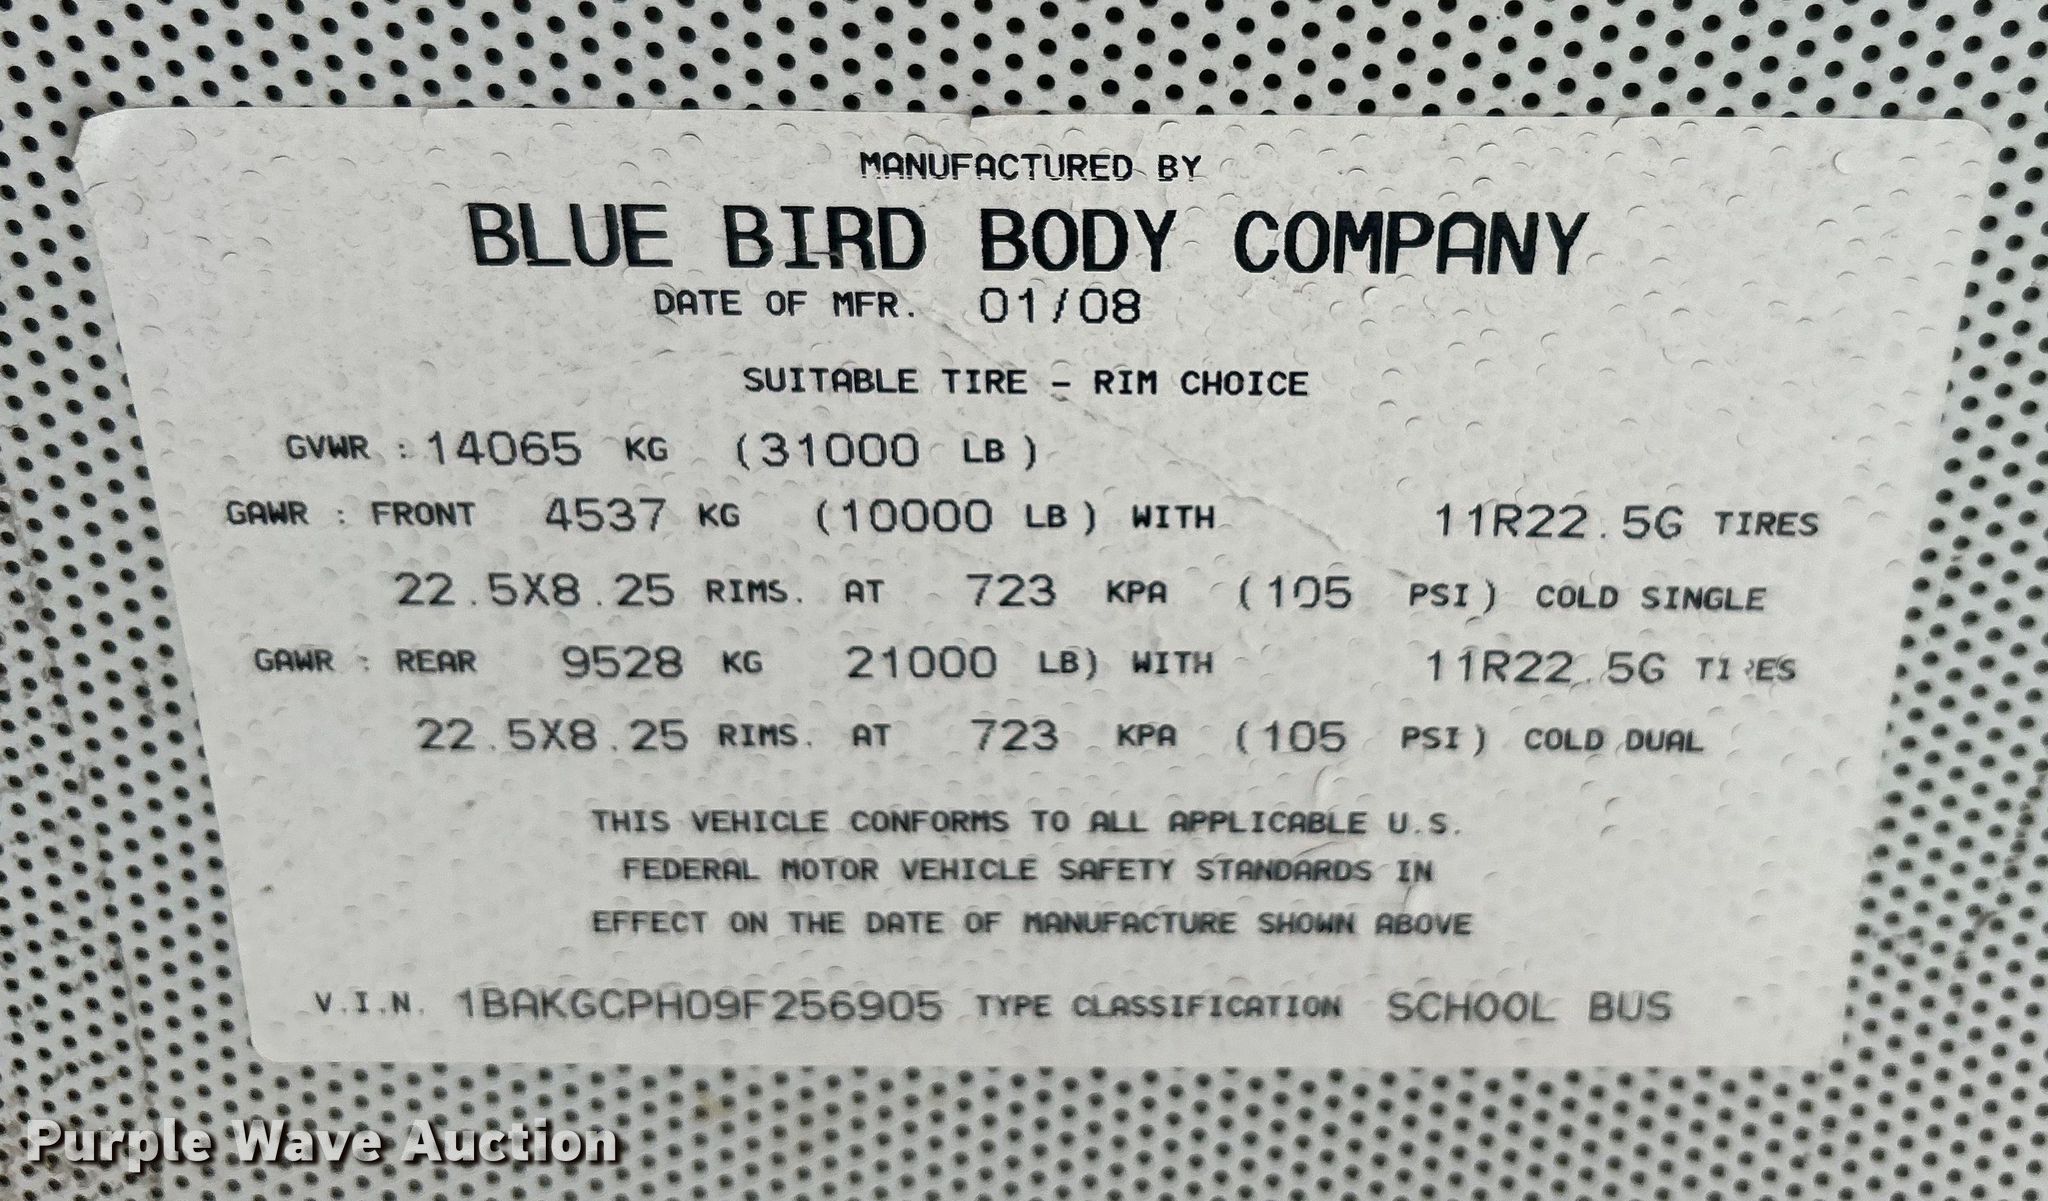 MANUFACTURED BY
BLUE BIRD BODY COMPANY
DATE OF MFR. 01/08
SUITABLE TIRE - RIM CHOICE
GVWR : 14065 KG (31000 LB)
GAWR : FRONT 4537 KG (10000 LB) WITH 11R22.5G TIRES
22.5X8.25 RIMS. AT 723 KPA (105 PSI) COLD SINGLE
GAWR : REAR 9528 KG 21000 LB) WITH 11R22.5G TIRES
22.5X8.25 RIMS. AT 723 KPA (105 PSI) COLD DUAL
THIS VEHICLE CONFORMS TO ALL APPLICABLE U.S.
FEDERAL MOTOR VEHICLE SAFETY STANDARDS IN
EFFECT ON THE DATE OF MANUFACTURE SHOWN ABOVE
V.I.N. 1BAKGCPH09F256905 TYPE CLASSIFICATION SCHOOL BUS
Purple Wave Auction